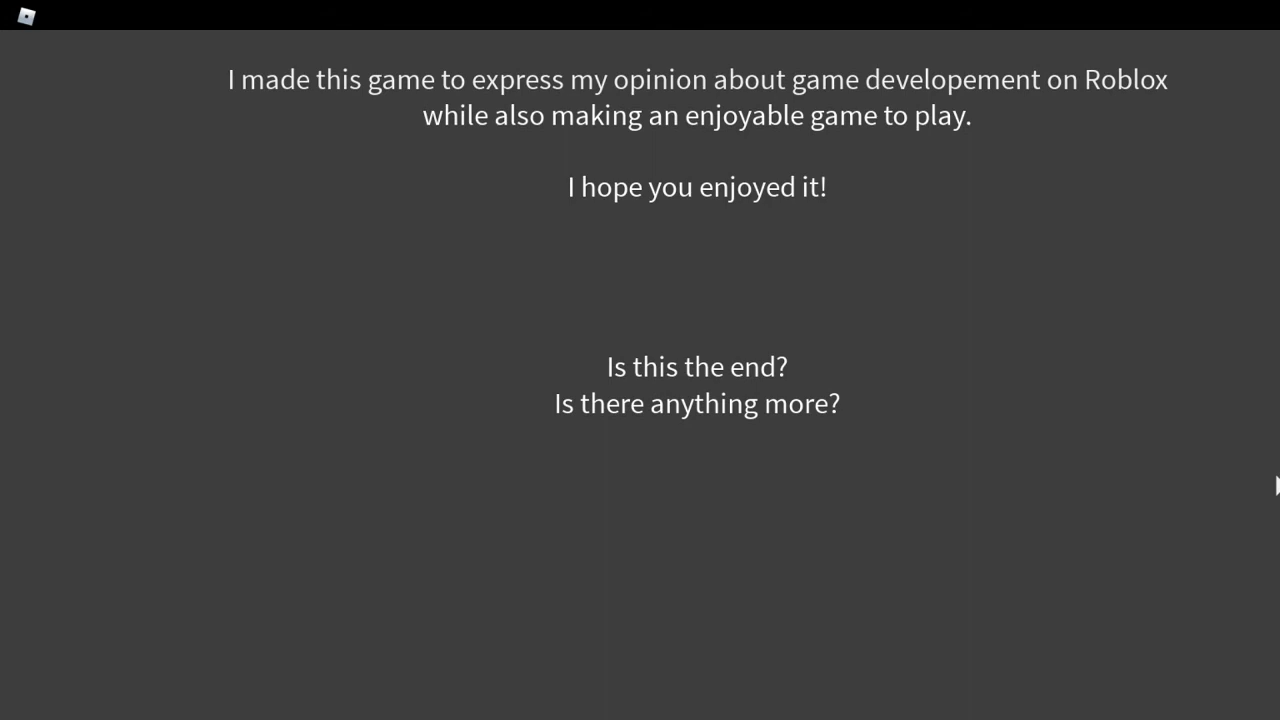 I made this game to express my opinion about game developement on Roblox
while also making an enjoyable game to play.
I hope you enjoyed it!
Is this the end?
Is there anything more?